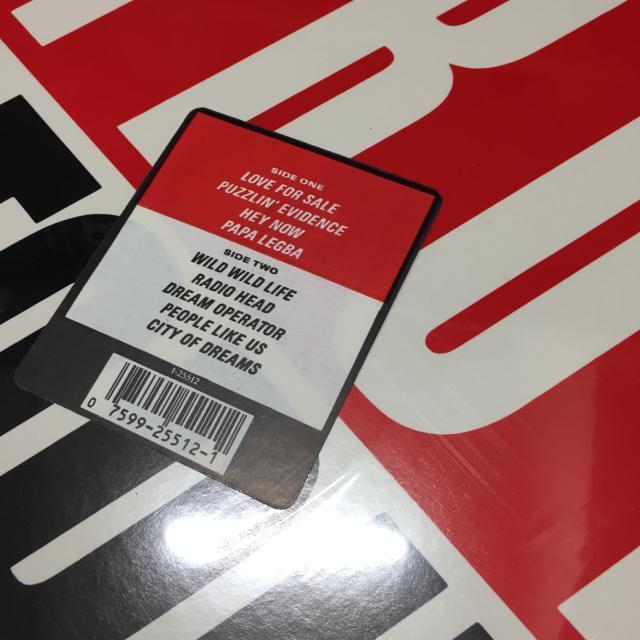 SIDE ONE
LOVE FOR SALE
PUZZLIN' EVIDENCE
HEY NOW
PAPA LEGBA
SIDE TWO
WILD WILD LIFE
RADIO HEAD
DREAM OPERATOR
PEOPLE LIKE US
CITY OF DREAMS
1-25512
0 7599-25512-1